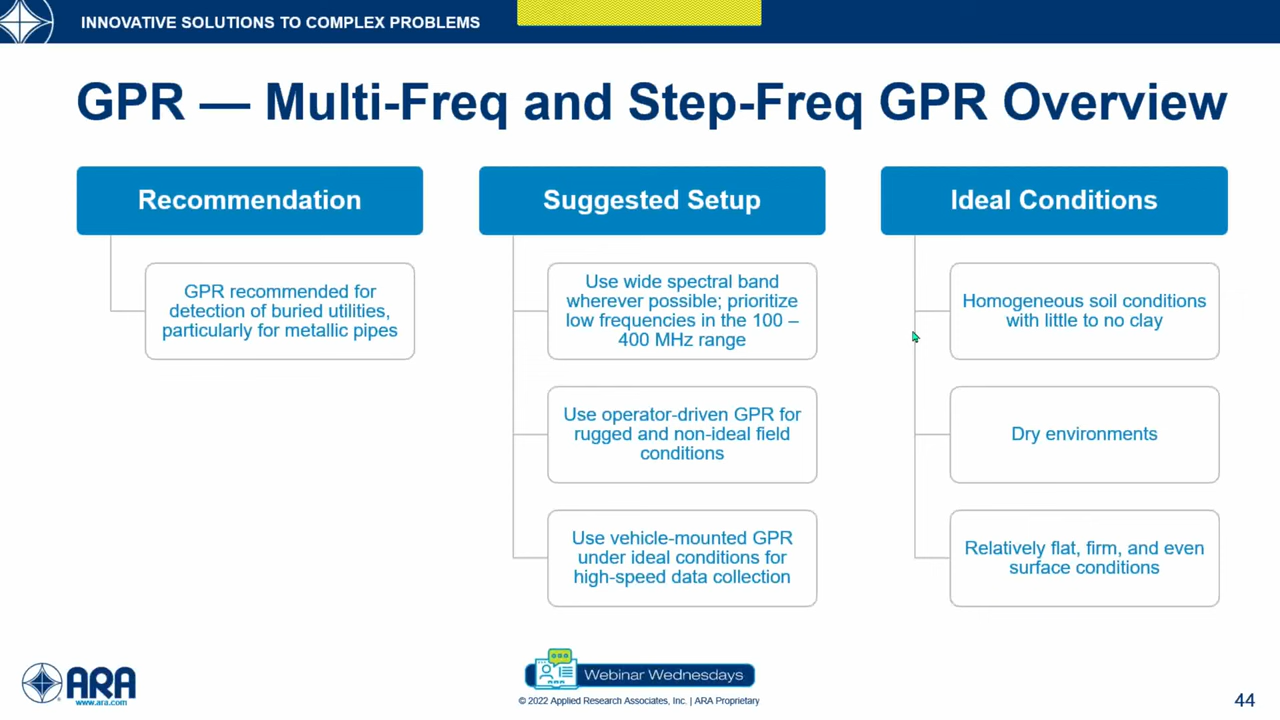 INNOVATIVE SOLUTIONS TO COMPLEX PROBLEMS
GPR — Multi-Freq and Step-Freq GPR Overview
Recommendation
GPR recommended for
detection of buried utilities,
particularly for metallic pipes
Suggested Setup
Use wide spectral band
wherever possible; prioritize
low frequencies in the 100 –
400 MHz range
Use operator-driven GPR for
rugged and non-ideal field
conditions
Use vehicle-mounted GPR
under ideal conditions for
high-speed data collection
Ideal Conditions
Homogeneous soil conditions
with little to no clay
Dry environments
Relatively flat, firm, and even
surface conditions
ARA
www.ara.com
Webinar Wednesdays
© 2022 Applied Research Associates, Inc. | ARA Proprietary
44